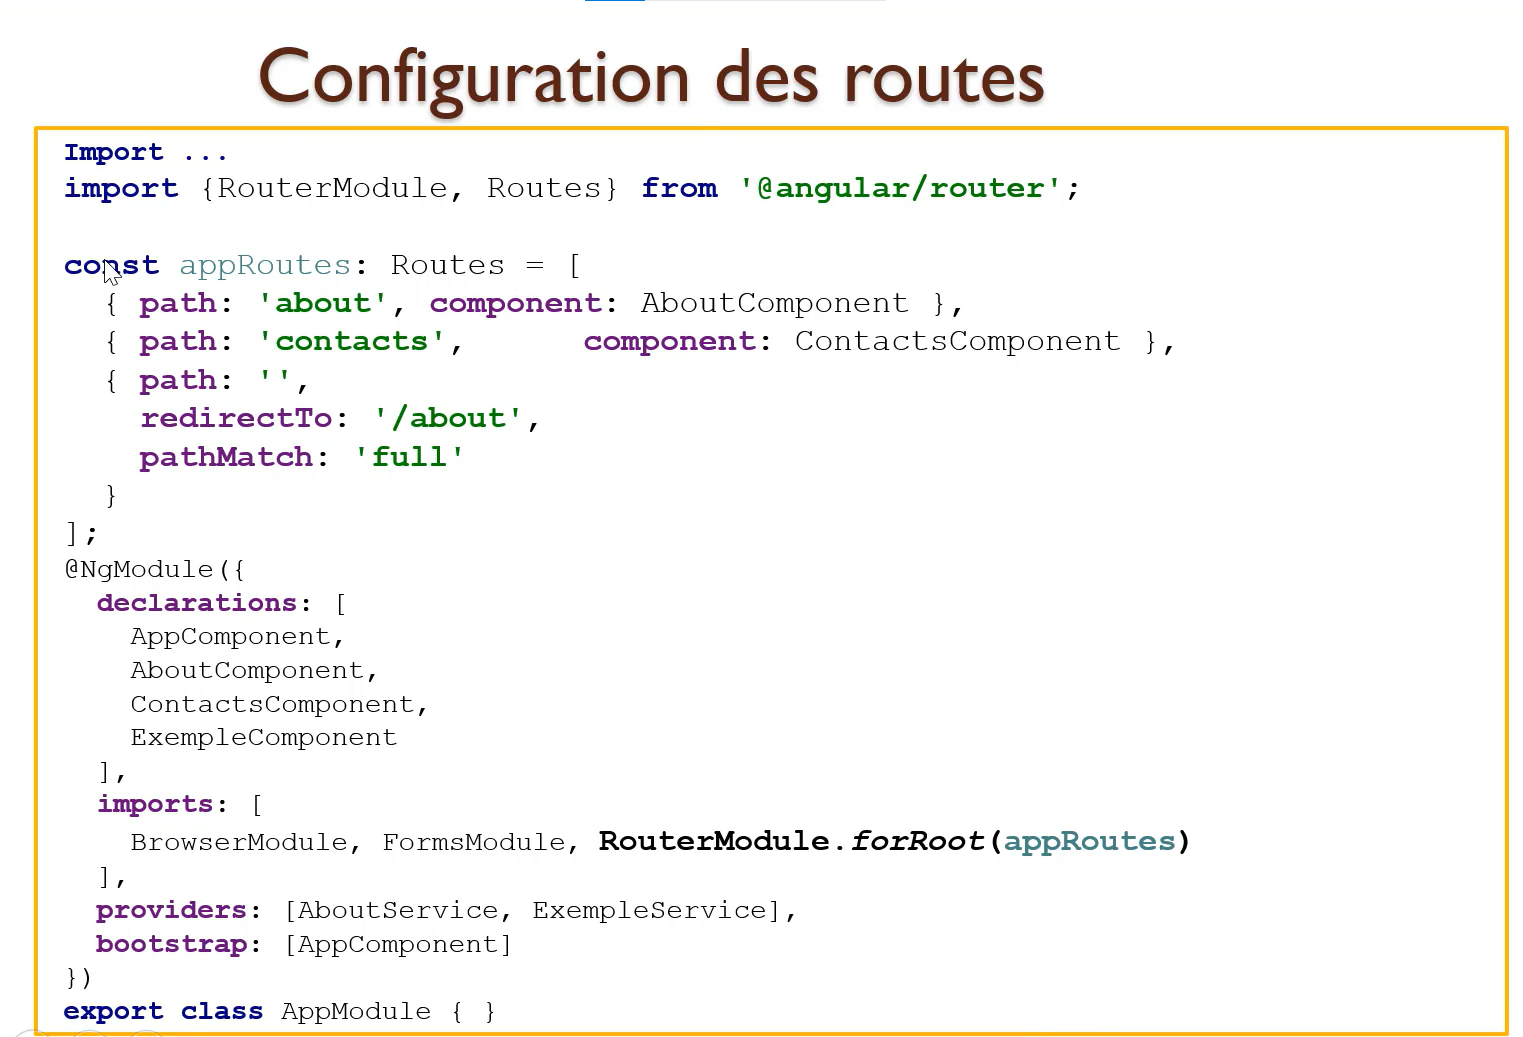 Configuration des routes
Import ...
import {RouterModule, Routes} from '@angular/router';
const appRoutes: Routes = [
{ path: 'about', component: AboutComponent },
{ path: 'contacts', component: ContactsComponent },
{ path: '',
redirectTo: '/about',
pathMatch: 'full'
}
];
@NgModule({
declarations: [
AppComponent,
AboutComponent,
ContactsComponent,
ExempleComponent
],
imports: [
BrowserModule, FormsModule, RouterModule.forRoot(appRoutes)
],
providers: [AboutService, ExempleService],
bootstrap: [AppComponent]
})
export class AppModule { }